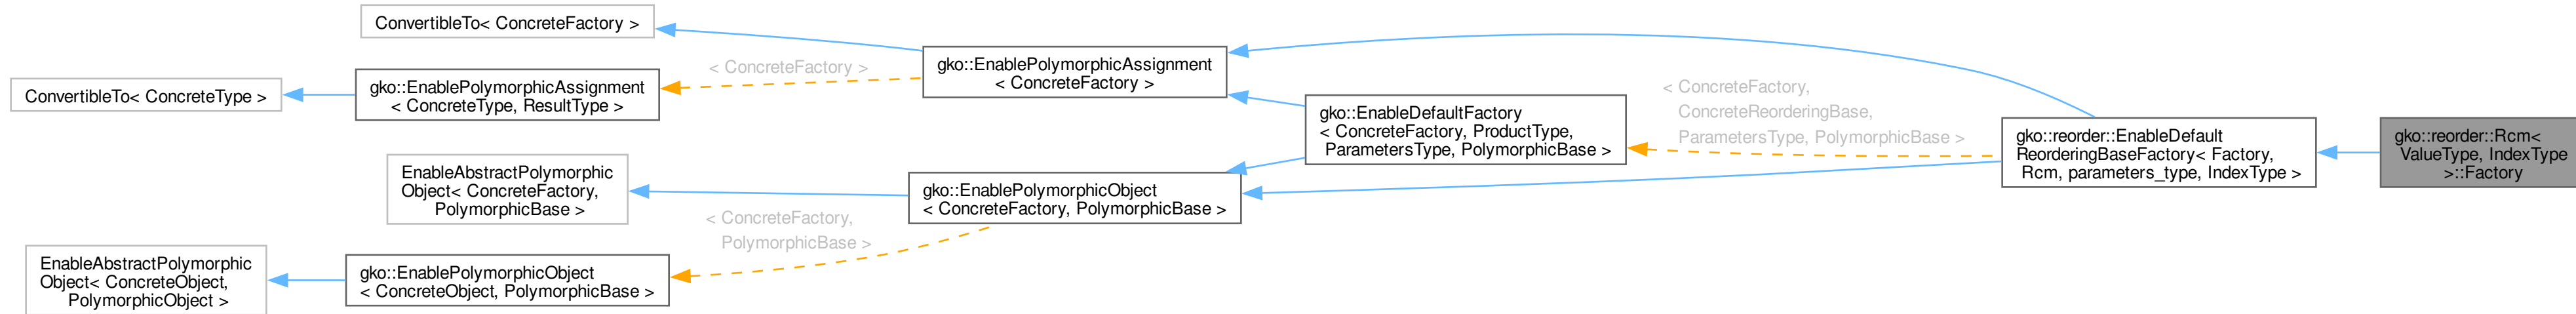 ConvertibleTo< ConcreteFactory >
ConvertibleTo< ConcreteType >
gko::EnablePolymorphicAssignment
< ConcreteType, ResultType >
< ConcreteFactory >
gko::EnablePolymorphicAssignment
< ConcreteFactory >
EnableAbstractPolymorphic
Object< ConcreteFactory,
PolymorphicBase >
EnableAbstractPolymorphic
Object< ConcreteObject,
PolymorphicObject >
gko::EnablePolymorphicObject
< ConcreteObject, PolymorphicBase >
< ConcreteFactory,
PolymorphicBase >
gko::EnablePolymorphicObject
< ConcreteFactory, PolymorphicBase >
gko::EnableDefaultFactory
< ConcreteFactory, ProductType,
ParametersType, PolymorphicBase >
< ConcreteFactory,
ConcreteReorderingBase,
ParametersType, PolymorphicBase >
gko::reorder::EnableDefault
ReorderingBaseFactory< Factory,
Rcm, parameters_type, IndexType >
gko::reorder::Rcm<
ValueType, IndexType
>::Factory